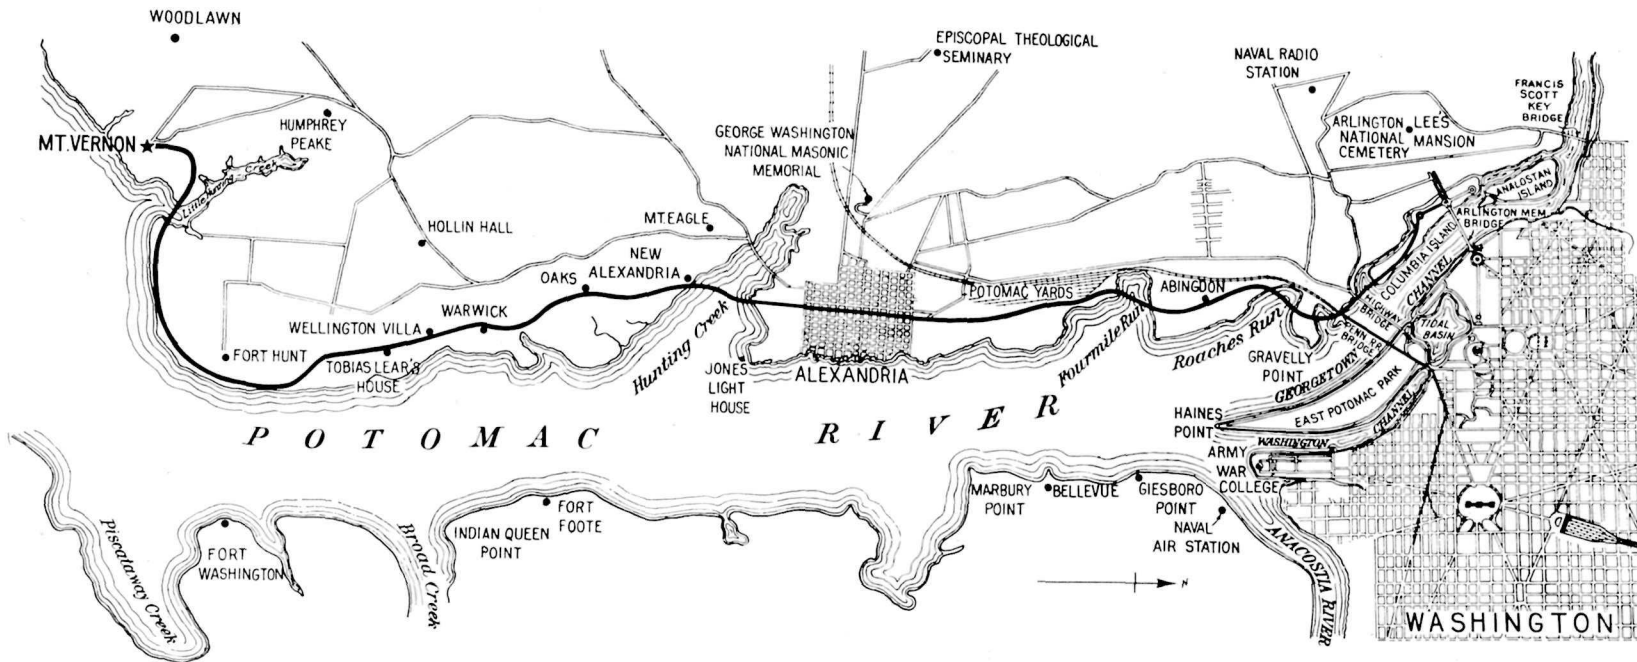 WOODLAWN
MT. VERNON
HUMPHREY
PEAKE
Little
Hunting Creek
HOLLIN HALL
MT.EAGLE
NEW
ALEXANDRIA
OAKS
WARWICK
WELLINGTON VILLA
FORT HUNT
TOBIAS LEAR'S
HOUSE
GEORGE WASHINGTON
NATIONAL MASONIC
MEMORIAL
EPISCOPAL THEOLOGICAL
SEMINARY
NAVAL RADIO
STATION
FRANCIS
SCOTT
KEY
BRIDGE
ARLINGTON
NATIONAL
CEMETERY
LEES
MANSION
ANALOSTAN
ISLAND
ARLINGTON MEM.
BRIDGE
COLUMBIA ISLAND
HIGHWAY
BRIDGE
PENN RR
BRIDGE
TIDAL
BASIN
GEORGETOWN
CHANNEL
POTOMAC YARDS
ABINGDON
Hunting Creek
JONES
LIGHT
HOUSE
ALEXANDRIA
Fourmile Run
Roaches Run
GRAVELLY
POINT
EAST POTOMAC PARK
WASHINGTON
CHANNEL
HAINES
POINT
ARMY
WAR
COLLEGE
POTOMAC RIVER
MARBURY
POINT
BELLEVUE
GIESBORO
POINT
NAVAL
AIR STATION
ANACOSTIA RIVER
INDIAN QUEEN
POINT
FORT
FOOTE
Broad Creek
FORT
WASHINGTON
Piscataway Creek
N
WASHINGTON